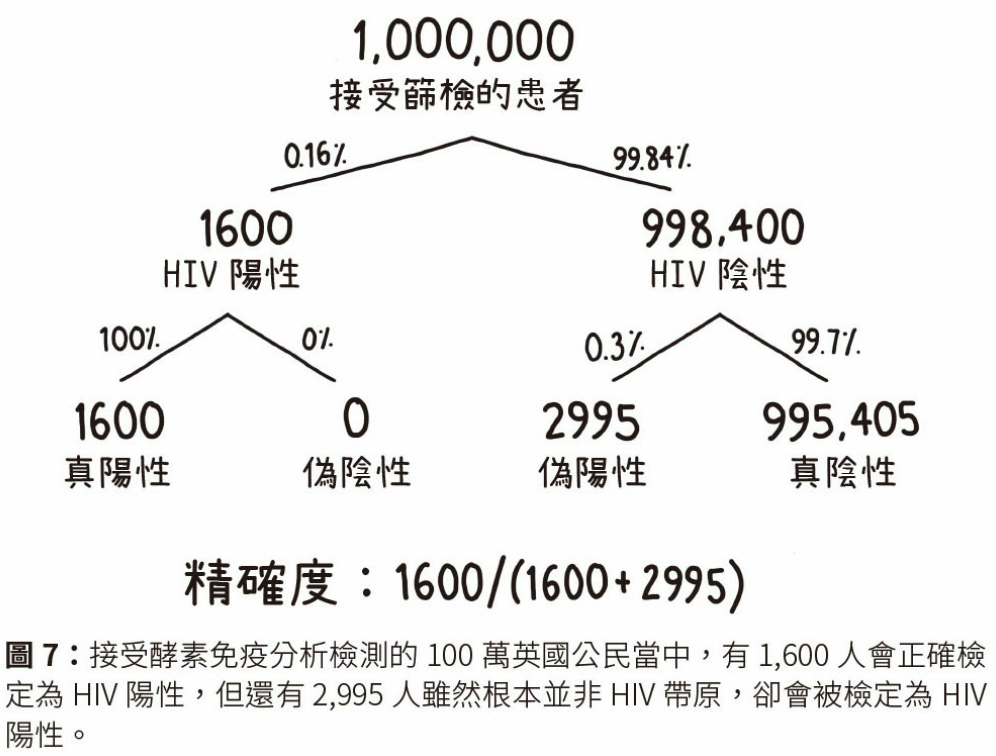 1,000,000
接受篩檢的患者
0.16%
99.84%
1600
998,400
HIV 陽性
HIV 陰性
100%
0%
0.3%
99.7%
1600
0
2995
995,405
真陽性
偽陰性
偽陽性
真陰性
精確度：1600/(1600+2995)
圖 7：接受酵素免疫分析檢測的 100 萬英國公民當中，有 1,600 人會正確檢
定為 HIV 陽性，但還有 2,995 人雖然根本並非 HIV 帶原，卻會被檢定為 HIV
陽性。